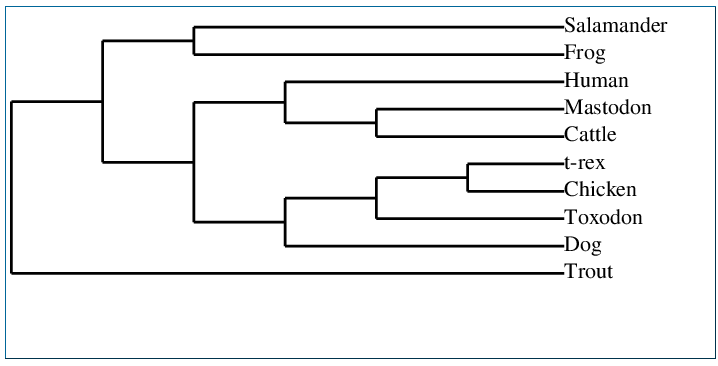 Salamander
Frog
Human
Mastodon
Cattle
t-rex
Chicken
Toxodon
Dog
Trout